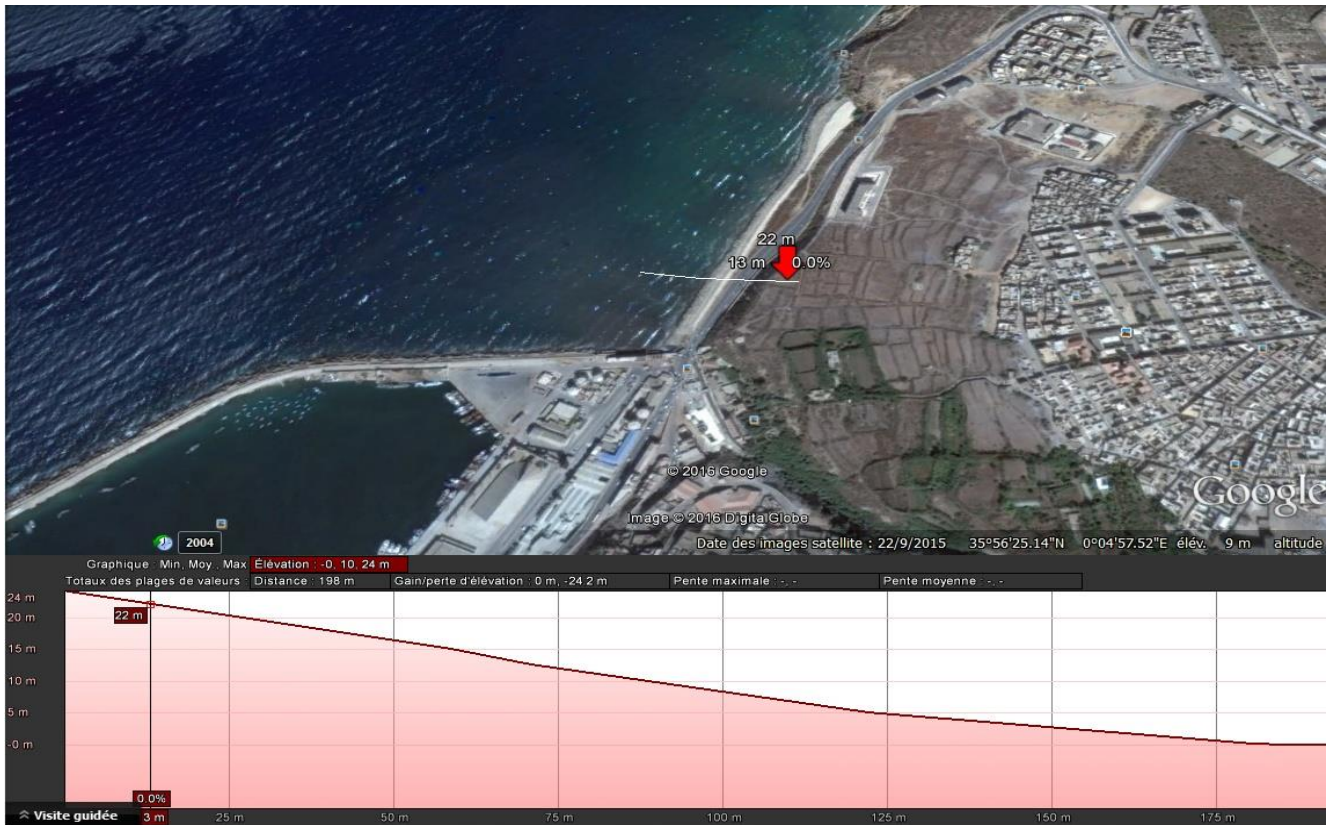 22 m
13 m 0.0%
© 2016 Google
Image © 2016 DigitalGlobe
Google
2004
Date des images satellite : 22/9/2015 35°56'25.14"N 0°04'57.52"E élév. 9 m altitude
Graphique : Min, Moy., Max Élévation : -0, 10, 24 m
Totaux des plages de valeurs : Distance : 198 m Gain/perte d'élévation : 0 m, -24.2 m Pente maximale : -, - Pente moyenne : -, -
24 m
22 m
20 m
15 m
10 m
5 m
-0 m
0.0%
Visite guidée 3 m 25 m 50 m 75 m 100 m 125 m 150 m 175 m